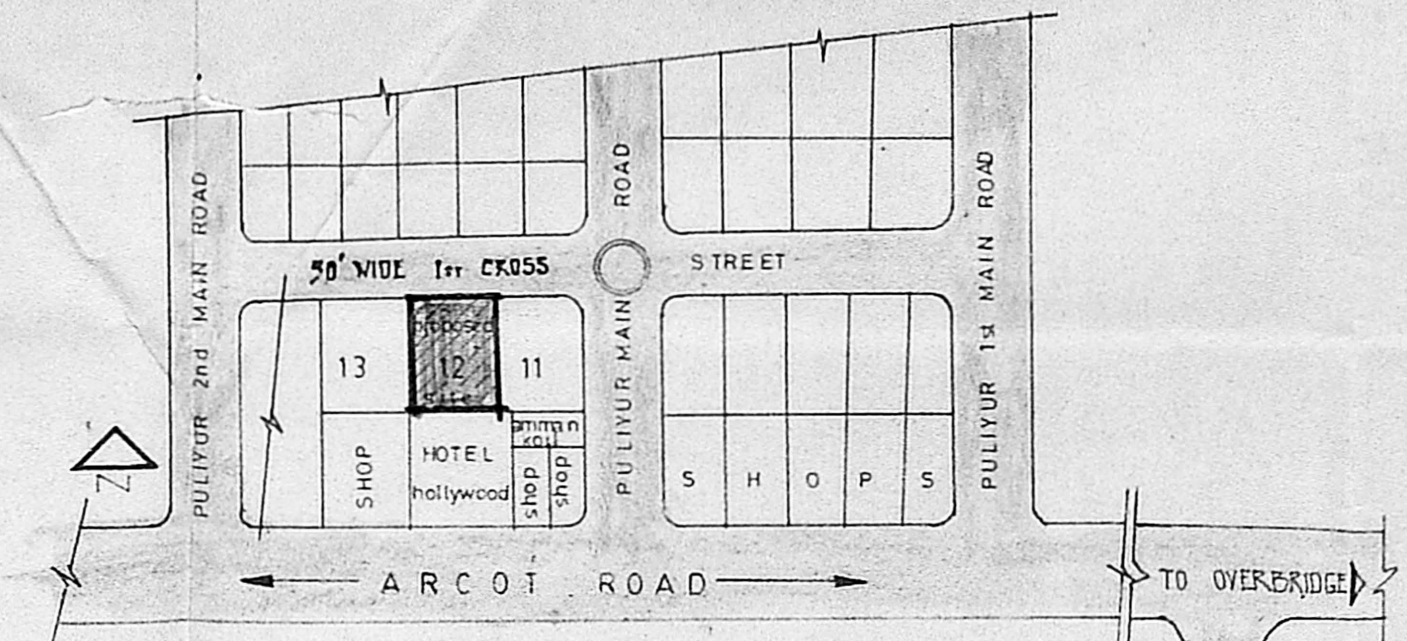 PULIYUR 2nd MAIN ROAD
PULIYUR MAIN ROAD
PULIYUR 1st MAIN ROAD
50' WIDE 1ST CROSS STREET
proposed
13
12
11
site
amman
koil
SHOP
HOTEL
hollywood
shop
shop
S H O P S
N
ARCOT ROAD
TO OVERBRIDGE